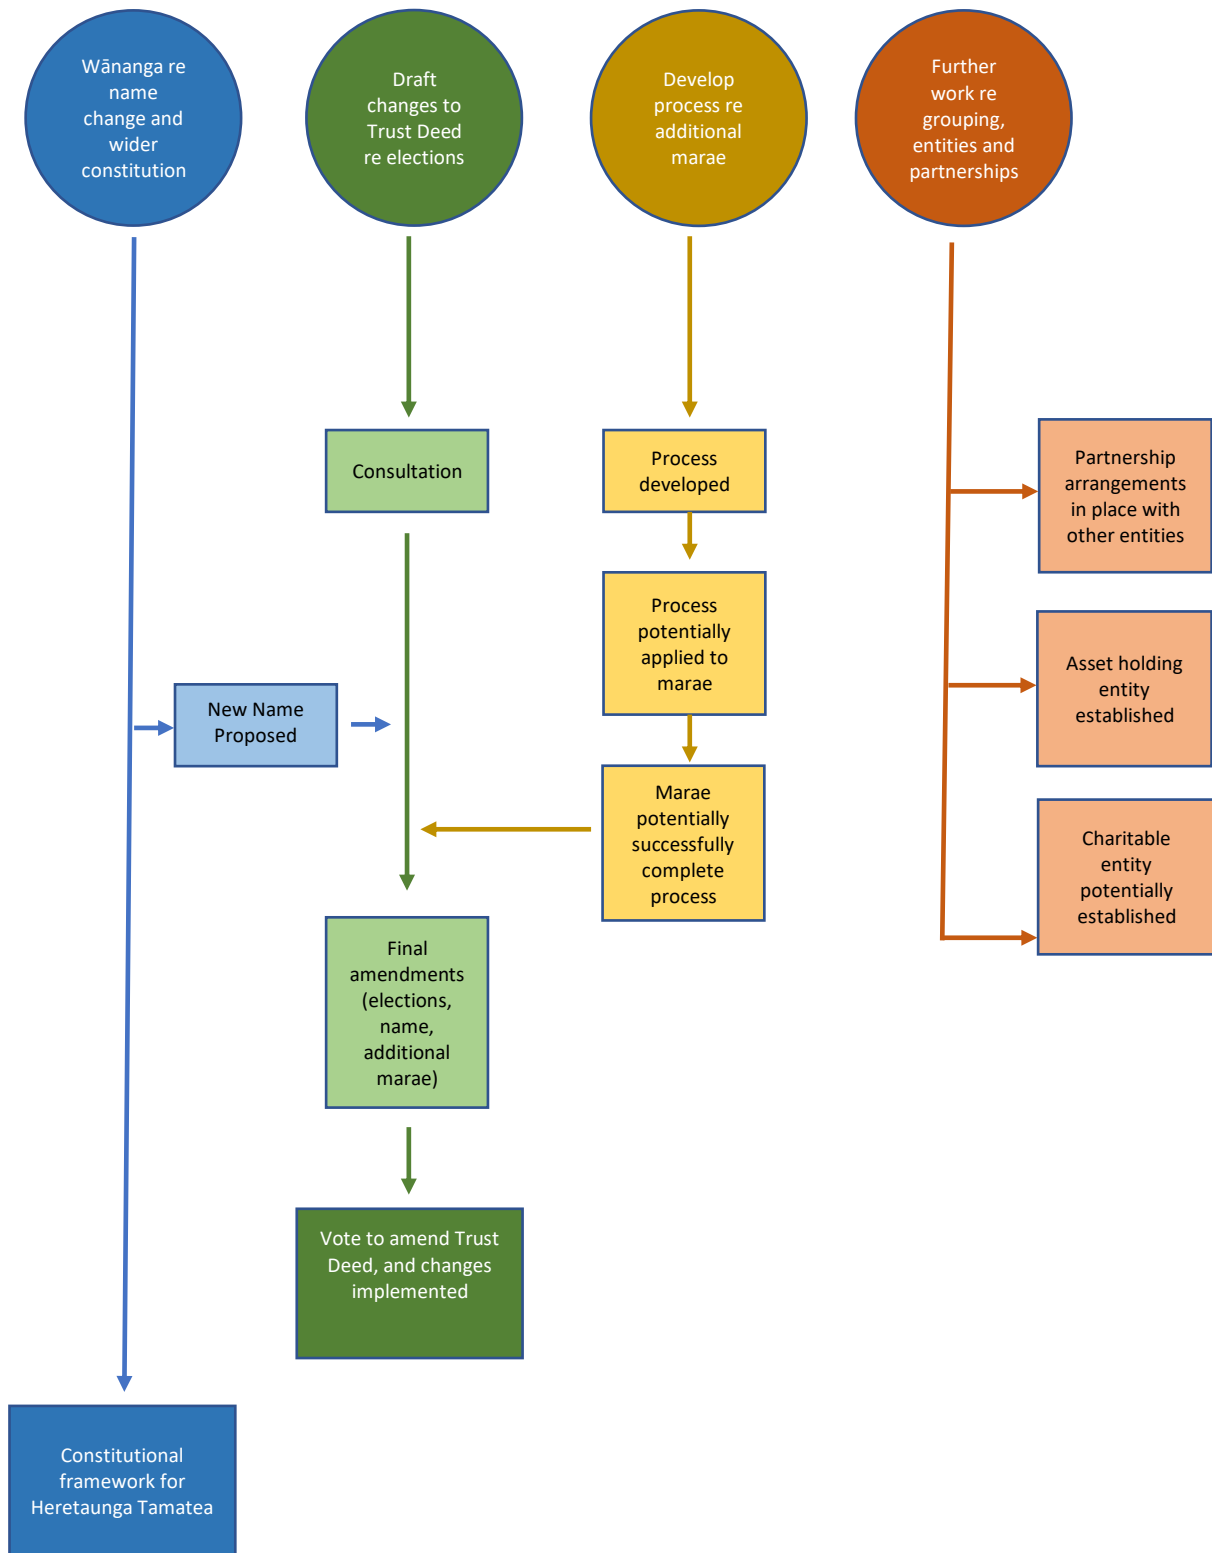 Wānanga re
name
change and
wider
constitution
Draft
changes to
Trust Deed
re elections
Develop
process re
additional
marae
Further
work re
grouping,
entities and
partnerships
Consultation
Process
developed
Partnership
arrangements
in place with
other entities
Process
potentially
applied to
marae
Asset holding
entity
established
New Name
Proposed
Marae
potentially
successfully
complete
process
Charitable
entity
potentially
established
Final
amendments
(elections,
name,
additional
marae)
Vote to amend Trust
Deed, and changes
implemented
Constitutional
framework for
Heretaunga Tamatea